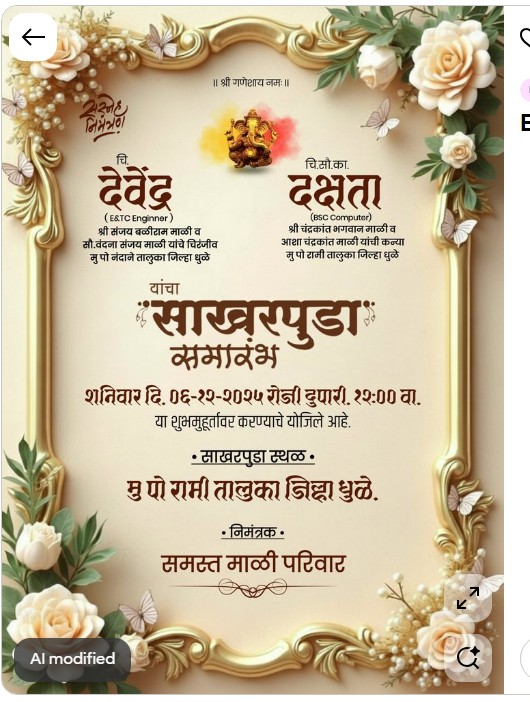 ॥ श्री गणेशाय नमः ॥
सस्नेह
निमंत्रण
चि.
देवेंद्र
( E&TC Enginner )
श्री संजय बळीराम माळी व
सौ.वंदना संजय माळी यांचे चिरंजीव
मु पो नंदाने तालुका जिल्हा धुळे
चि.सौ.का.
दक्षता
(BSC Computer)
श्री चंद्रकांत भगवान माळी व
आशा चंद्रकांत माळी यांची कन्या
मु पो रामी तालुका जिल्हा धुळे
यांचा
साखरपुडा
समारंभ
शनिवार दि. ०६-१२-२०२५ रोजी दुपारी. १२:०० वा.
या शुभमुहूर्तावर करण्याचे योजिले आहे.
• साखरपुडा स्थळ •
मु पो रामी तालुका जिल्हा धुळे.
• निमंत्रक •
समस्त माळी परिवार
AI modified